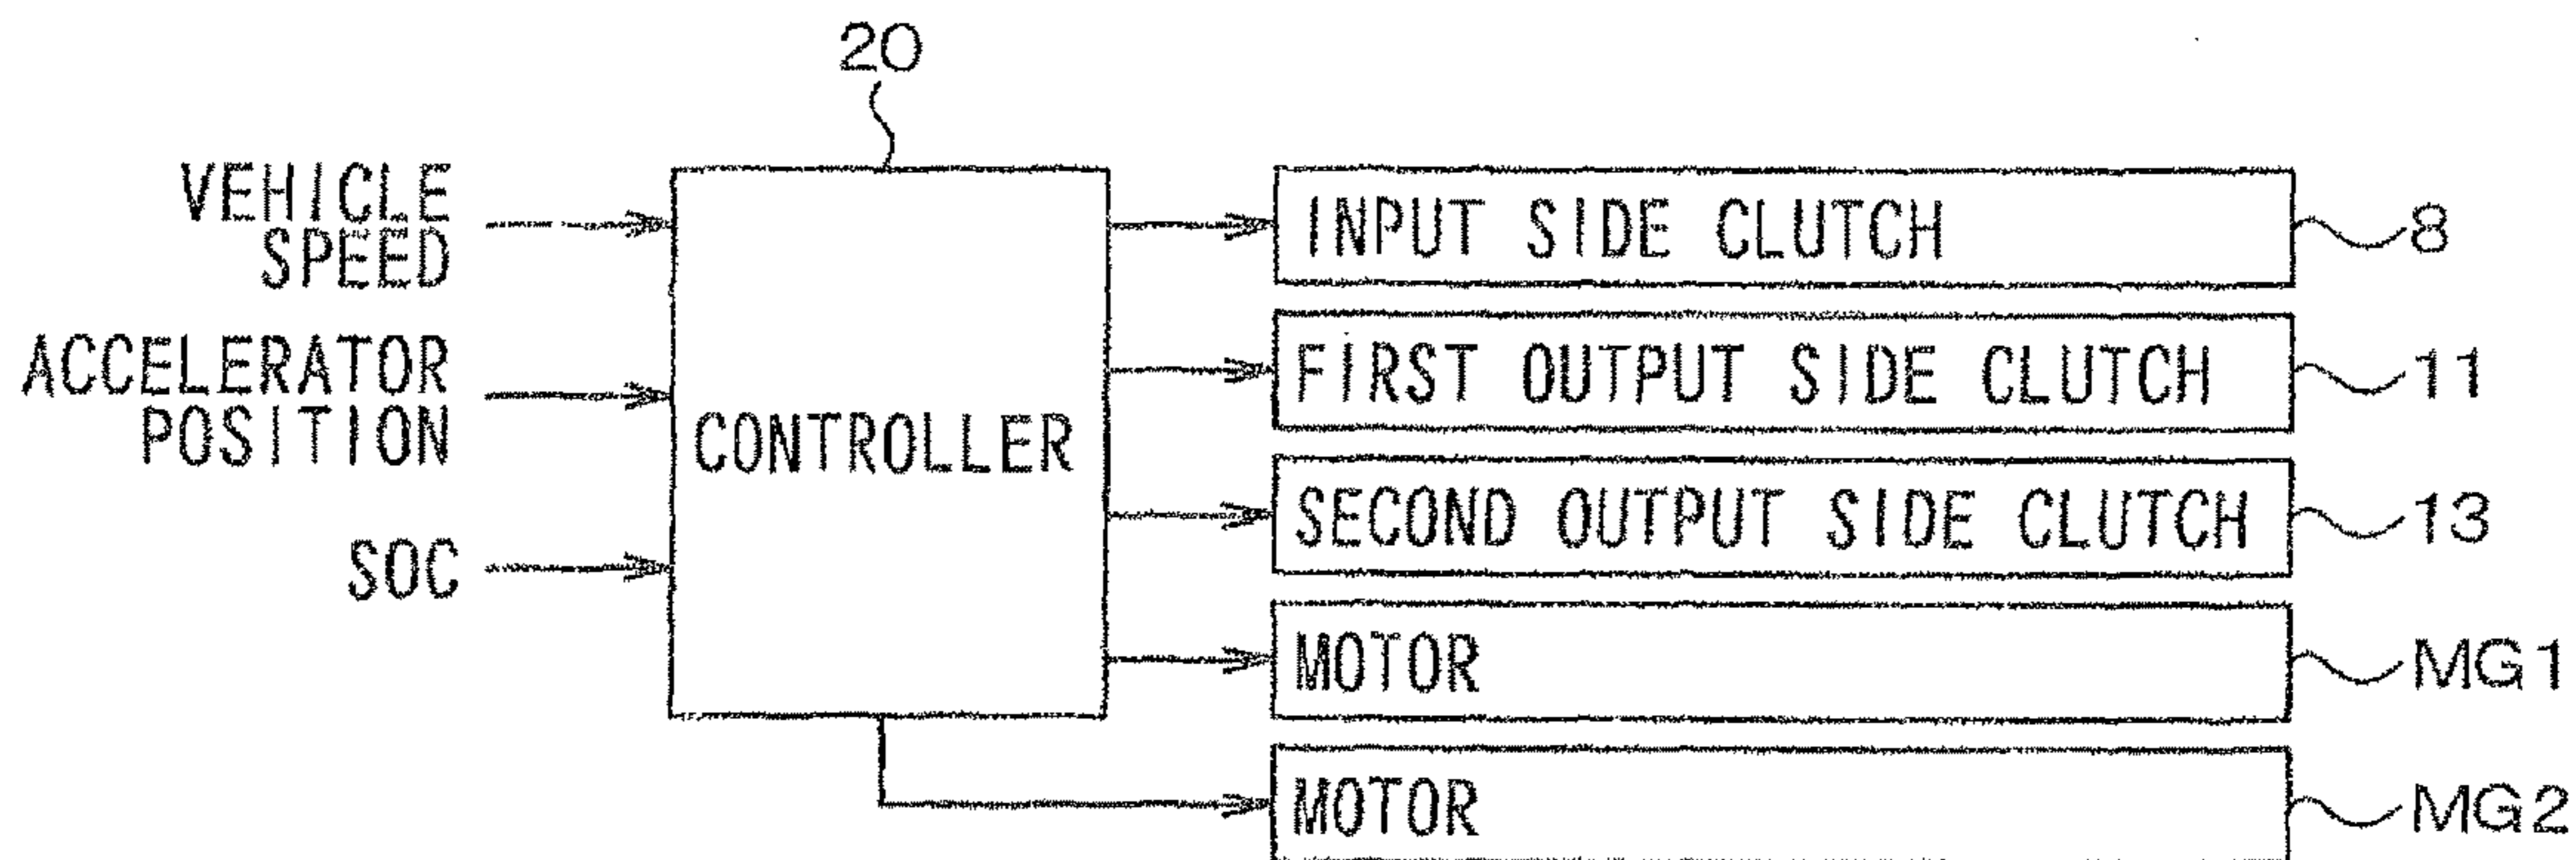 20
VEHICLE
SPEED
ACCELERATOR
POSITION
SOC
CONTROLLER
INPUT SIDE CLUTCH
8
FIRST OUTPUT SIDE CLUTCH
11
SECOND OUTPUT SIDE CLUTCH
13
MOTOR
MG1
MOTOR
MG2